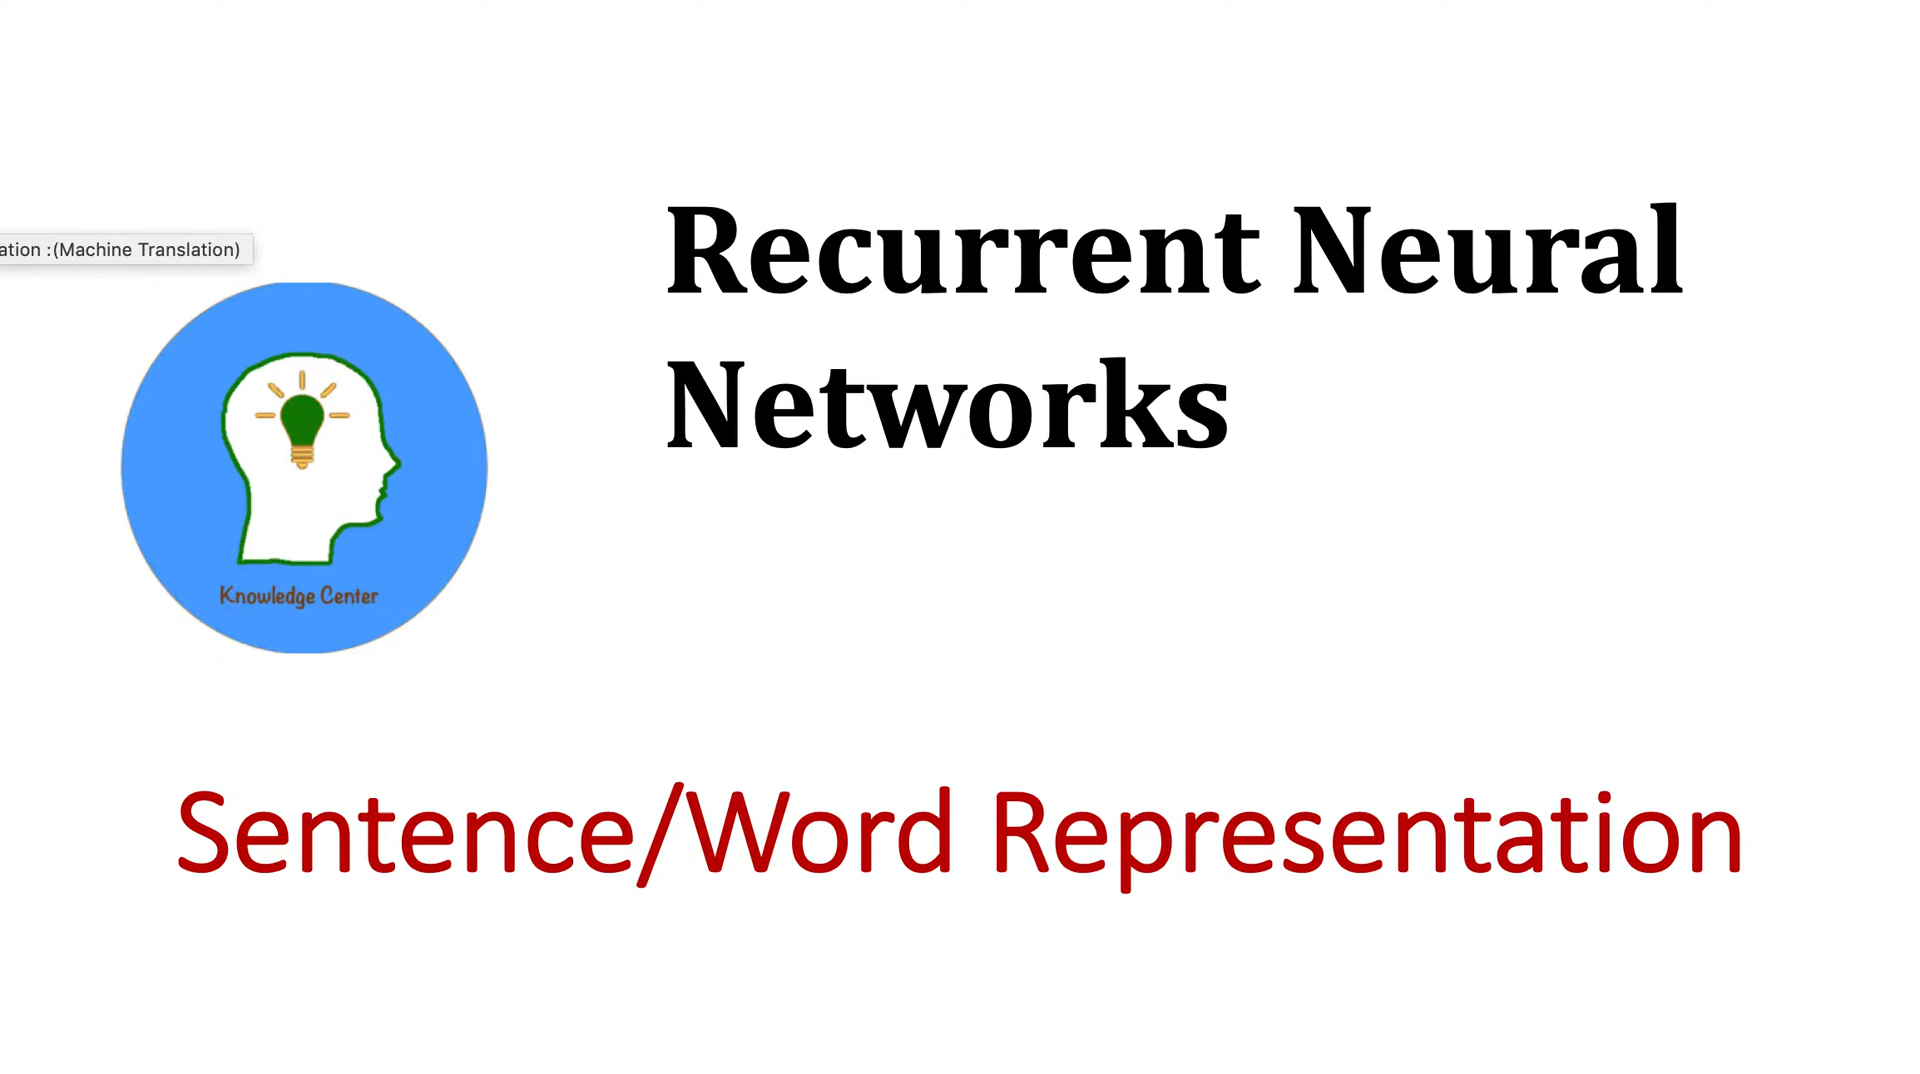 Recurrent Neural
Networks
ation :(Machine Translation)
Knowledge Center
Sentence/Word Representation